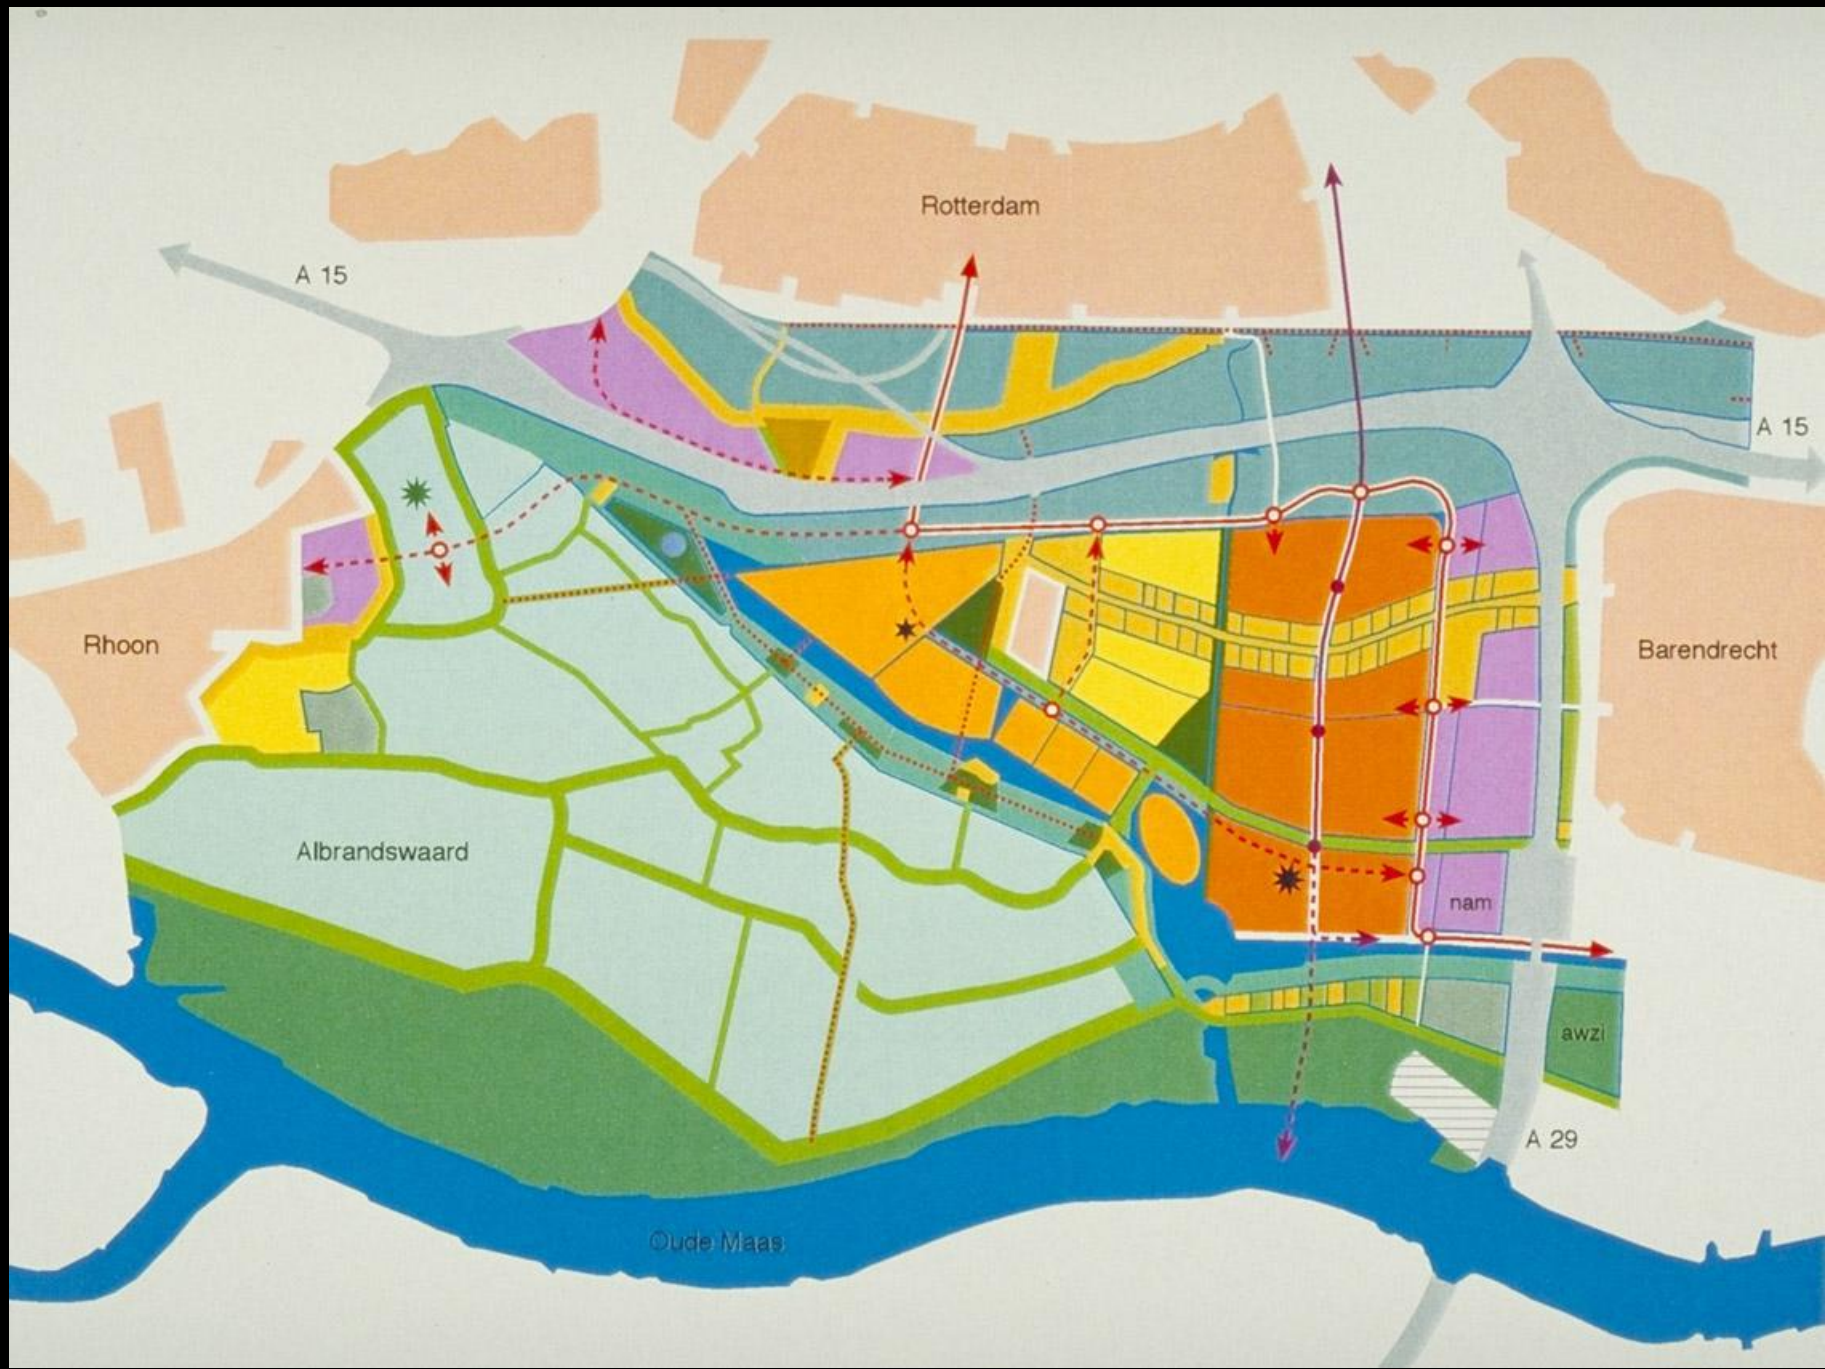 Rotterdam
A 15
A 15
Rhoon
Barendrecht
Albrandswaard
nam
awzi
A 29
Oude Maas